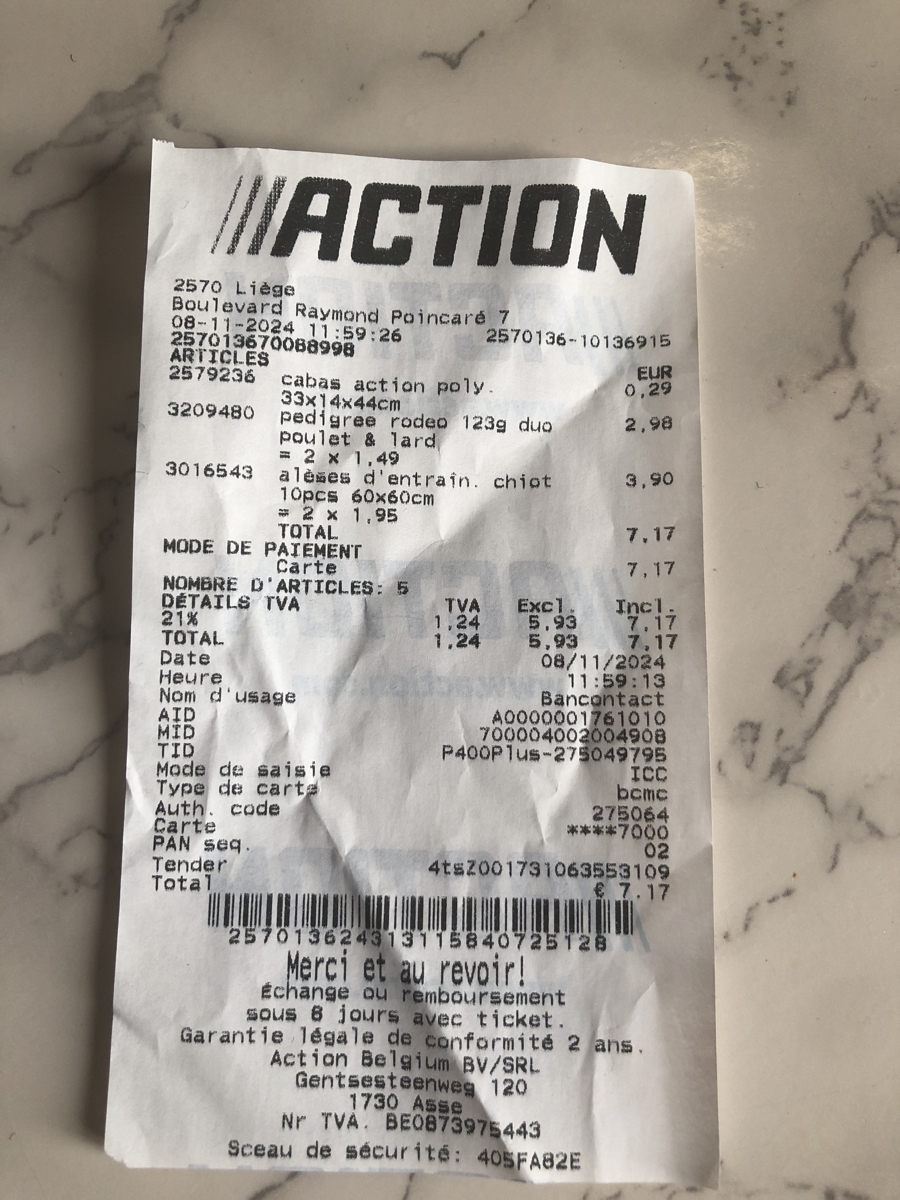 ACTION
2570 Liège
Boulevard Raymond Poincaré 7
08-11-2024 11:59:26 2570136-10136915
257013670088998
ARTICLES EUR
2579236 cabas action poly. 0,29
33x14x44cm
3209480 pedigree rodeo 123g duo 2,98
poulet & lard
= 2 x 1,49
3016543 alèses d'entraîn. chiot 3,90
10pcs 60x60cm
= 2 x 1,95
TOTAL 7,17
MODE DE PAIEMENT
Carte 7,17
NOMBRE D'ARTICLES: 5
DÉTAILS TVA TVA Excl. Incl.
21% 1,24 5,93 7,17
TOTAL 1,24 5,93 7,17
Date 08/11/2024
Heure 11:59:13
Nom d'usage Bancontact
AID A0000001761010
MID 700004002004908
TID P400Plus-275049795
Mode de saisie ICC
Type de carte bcmc
Auth. code 275064
Carte ****7000
PAN seq. 02
Tender 4tsZ001731063553109
Total € 7.17
2570136243131158407251​28
Merci et au revoir!
Échange ou remboursement
sous 8 jours avec ticket.
Garantie légale de conformité 2 ans.
Action Belgium BV/SRL
Gentsesteenweg 120
1730 Asse
Nr TVA. BE0873975443
Sceau de sécurité: 405FA82E